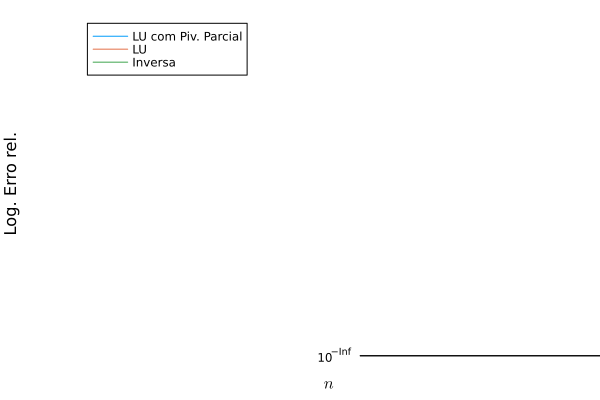 LU com Piv. Parcial
LU
Inversa
Log. Erro rel.
10^−Inf
n